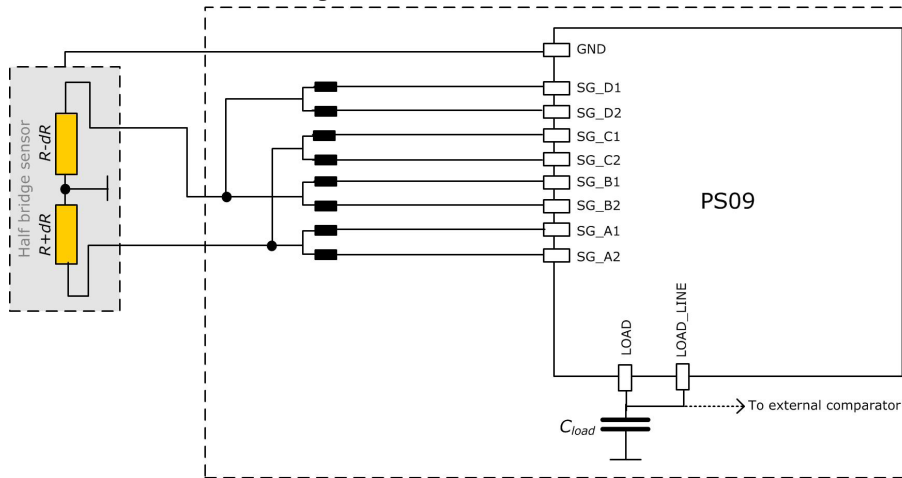 GND
SG_D1
SG_D2
SG_C1
SG_C2
SG_B1
SG_B2
SG_A1
SG_A2
PS09
Half bridge sensor
R-dR
R+dR
LOAD
LOAD_LINE
To external comparator
Cload